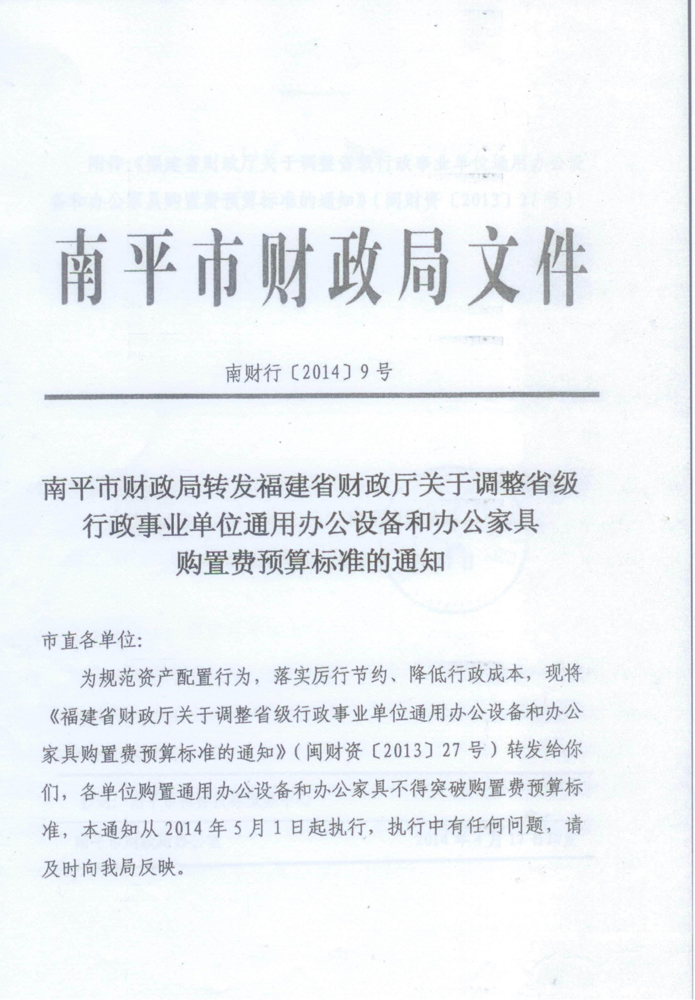 南平市财政局文件
南财行〔2014〕9号
南平市财政局转发福建省财政厅关于调整省级
行政事业单位通用办公设备和办公家具
购置费预算标准的通知
市直各单位:
为规范资产配置行为，落实厉行节约、降低行政成本，现将
《福建省财政厅关于调整省级行政事业单位通用办公设备和办公
家具购置费预算标准的通知》（闽财资〔2013〕27号）转发给你
们，各单位购置通用办公设备和办公家具不得突破购置费预算标
准，本通知从2014年5月1日起执行，执行中有任何问题，请
及时向我局反映。